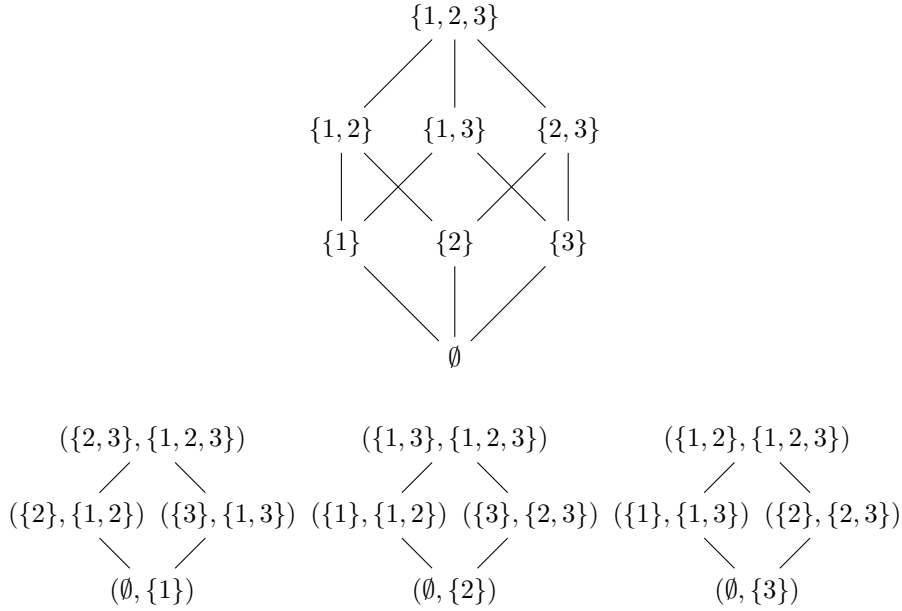 {1, 2, 3}
{1, 2} {1, 3} {2, 3}
{1} {2} {3}
∅
({2, 3}, {1, 2, 3}) ({1, 3}, {1, 2, 3}) ({1, 2}, {1, 2, 3})
({2}, {1, 2}) ({3}, {1, 3}) ({1}, {1, 2}) ({3}, {2, 3}) ({1}, {1, 3}) ({2}, {2, 3})
(∅, {1}) (∅, {2}) (∅, {3})